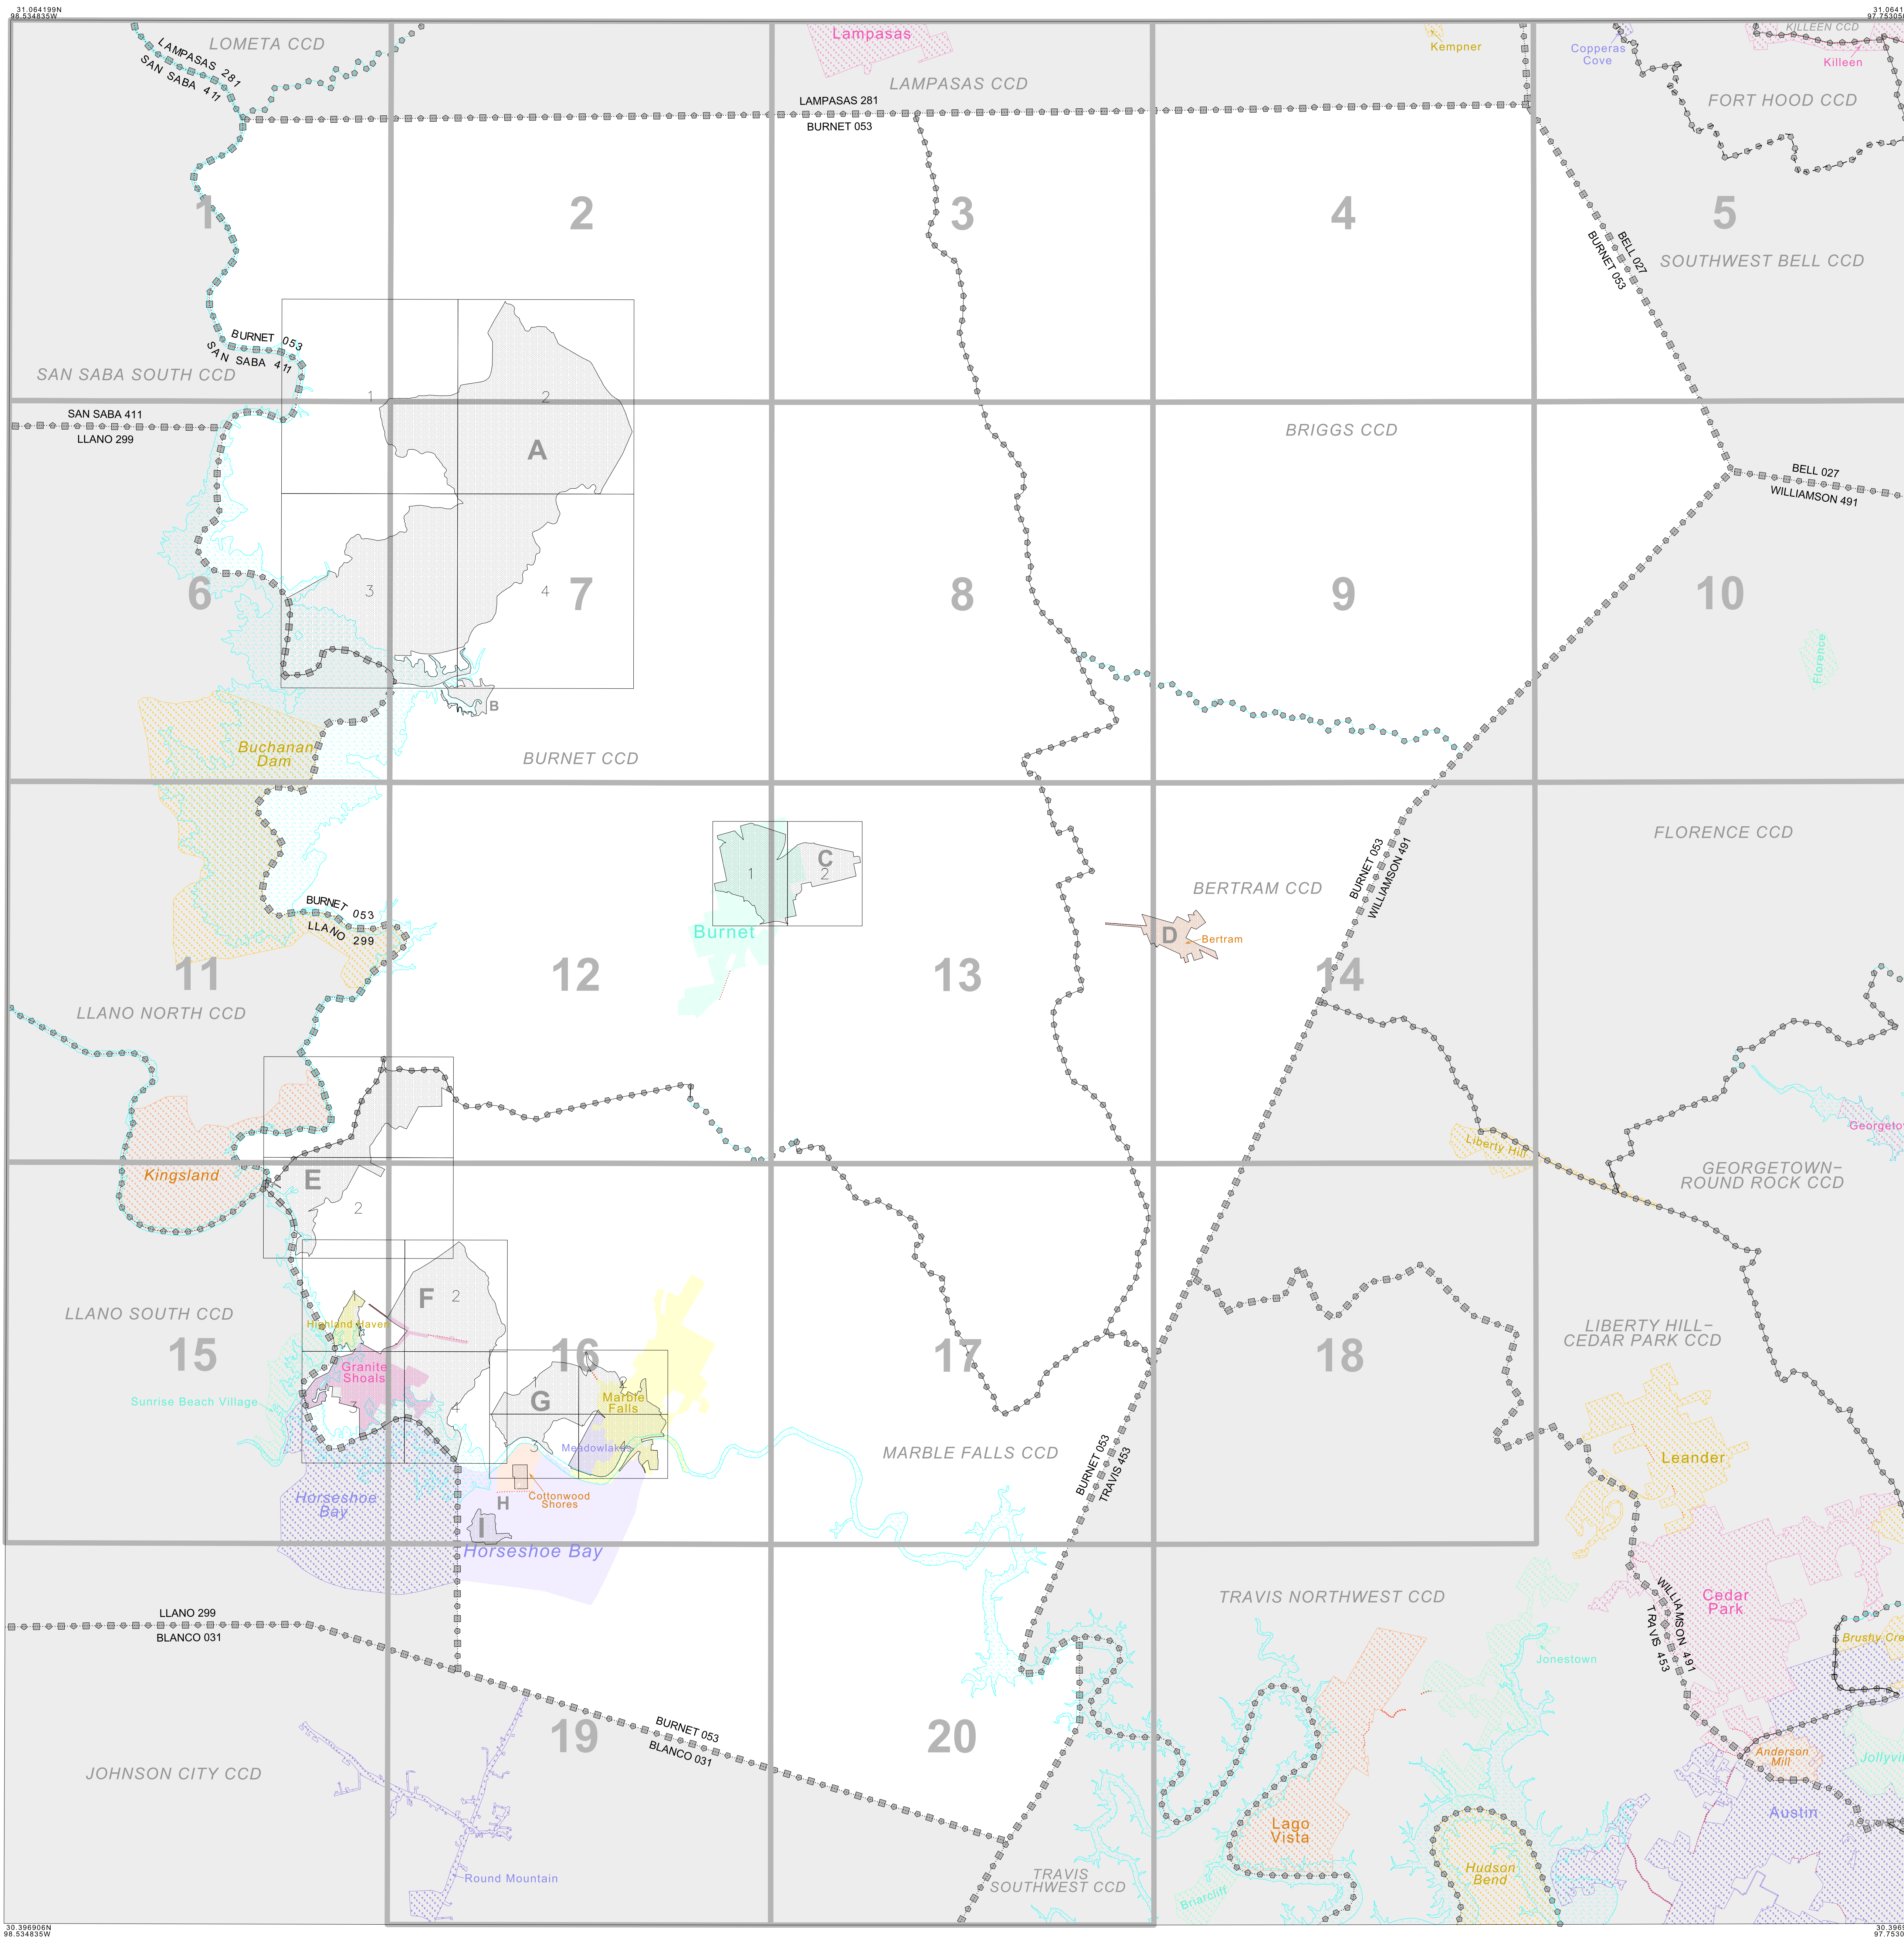 31.064199N
98.534835W
31.0641
97.75305
LOMETA CCD
LAMPASAS 281
SAN SABA 411
Lampasas
LAMPASAS CCD
LAMPASAS 281
BURNET 053
Kempner
Copperas
Cove
KILLEEN CCD
Killeen
FORT HOOD CCD
1
2
3
4
5
BELL 027
BURNET 053
SOUTHWEST BELL CCD
BURNET 053
SAN SABA 411
SAN SABA SOUTH CCD
1
2
SAN SABA 411
LLANO 299
A
BRIGGS CCD
BELL 027
WILLIAMSON 491
6
3
4
7
8
9
10
Florence
B
Buchanan
Dam
BURNET CCD
FLORENCE CCD
1
C
2
BURNET 053
WILLIAMSON 491
BERTRAM CCD
BURNET 053
LLANO 299
Burnet
D
Bertram
11
12
13
14
LLANO NORTH CCD
Georgeto
Liberty Hill
Kingsland
E
2
GEORGETOWN–
ROUND ROCK CCD
LLANO SOUTH CCD
1
F
2
Highland Haven
15
16
17
18
LIBERTY HILL–
CEDAR PARK CCD
Granite
Shoals
Sunrise Beach Village
3
4
1
2
G
Marble
Falls
3
4
Meadowlakes
MARBLE FALLS CCD
BURNET 053
TRAVIS 453
Leander
Horseshoe
Bay
H
Cottonwood
Shores
I
Horseshoe Bay
LLANO 299
BLANCO 031
TRAVIS NORTHWEST CCD
WILLIAMSON 491
TRAVIS 453
Cedar
Park
Brushy Cre
Jonestown
BURNET 053
BLANCO 031
19
20
JOHNSON CITY CCD
Anderson
Mill
Jollyvil
Lago
Vista
Austin
Round Mountain
TRAVIS
SOUTHWEST CCD
Briarcliff
Hudson
Bend
30.396906N
98.534835W
30.3969
97.7530